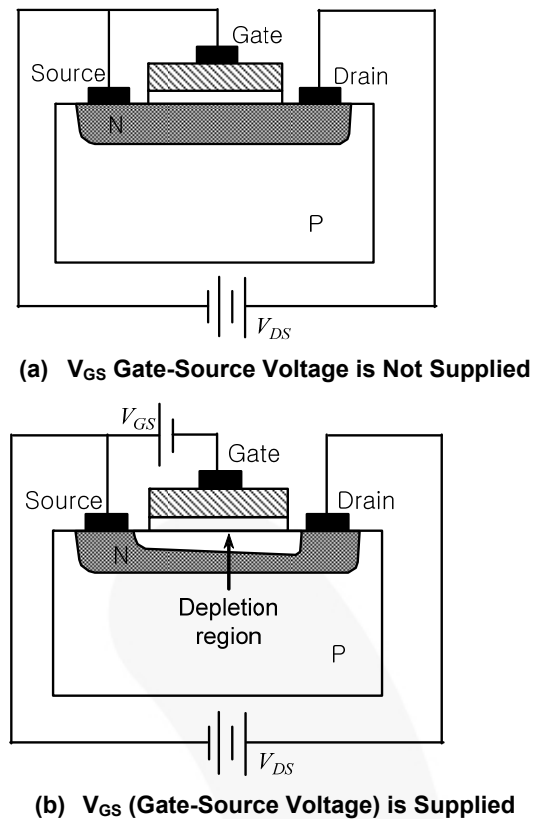 Gate
Source
Drain
N
P
V_DS
(a) V_GS Gate-Source Voltage is Not Supplied
V_GS
Gate
Source
Drain
N
Depletion
region
P
V_DS
(b) V_GS (Gate-Source Voltage) is Supplied